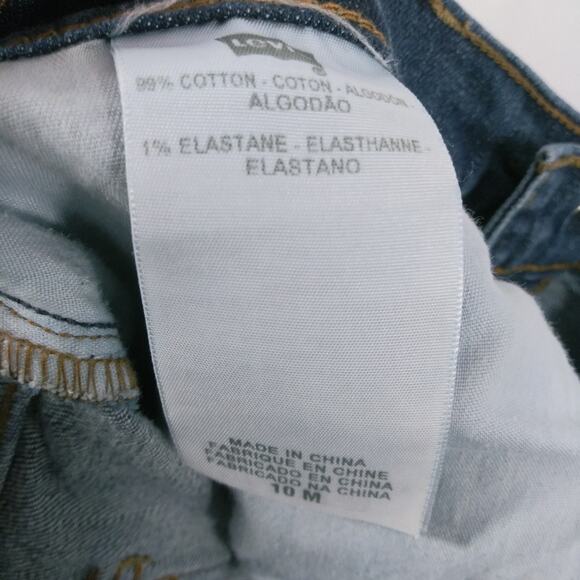 LEVI'S
99% COTTON - COTON - ALGODON -
ALGODÃO
1% ELASTANE - ELASTHANNE -
ELASTANO
MADE IN CHINA
FABRIQUE EN CHINE
FABRICADO EN CHINA
FABRICADO NA CHINA
10 M